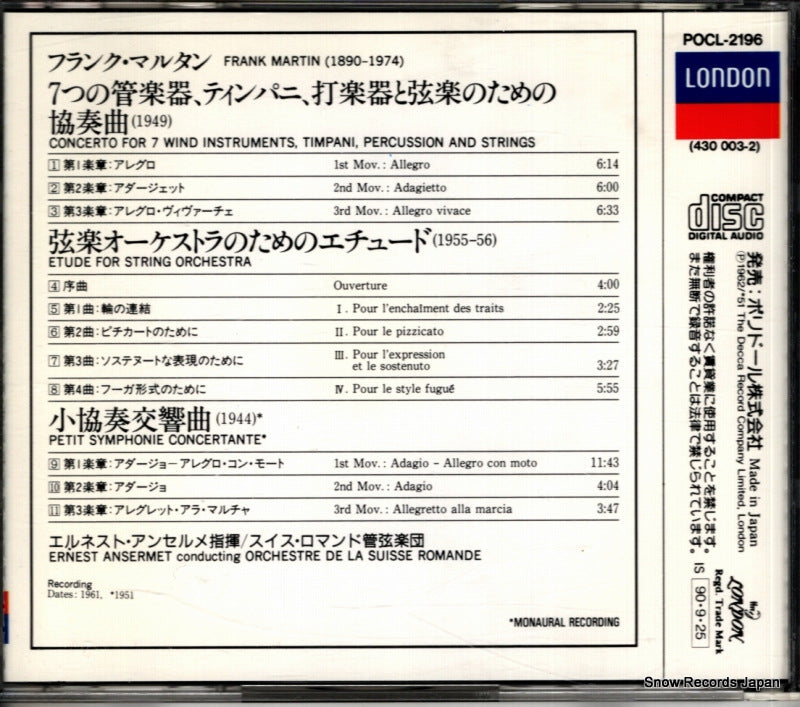 フランク・マルタン FRANK MARTIN (1890-1974)
7つの管楽器、ティンパニ、打楽器と弦楽のための
協奏曲(1949)
CONCERTO FOR 7 WIND INSTRUMENTS, TIMPANI, PERCUSSION AND STRINGS
1 第1楽章:アレグロ 1st Mov.: Allegro 6:14
2 第2楽章:アダージェット 2nd Mov.: Adagietto 6:00
3 第3楽章:アレグロ・ヴィヴァーチェ 3rd Mov.: Allegro vivace 6:33
弦楽オーケストラのためのエチュード(1955-56)
ETUDE FOR STRING ORCHESTRA
4 序曲 Ouverture 4:00
5 第1曲:輪の連結 I. Pour l'enchaîment des traits 2:25
6 第2曲:ピチカートのために II. Pour le pizzicato 2:59
7 第3曲:ソステヌートな表現のために III. Pour l'expression
et le sostenuto 3:27
8 第4曲:フーガ形式のために IV. Pour le style fugué 5:55
小協奏交響曲(1944)*
PETIT SYMPHONIE CONCERTANTE*
9 第1楽章:アダージョ－アレグロ・コン・モート 1st Mov.: Adagio – Allegro con moto 11:43
10 第2楽章:アダージョ 2nd Mov.: Adagio 4:04
11 第3楽章:アレグレット・アラ・マルチャ 3rd Mov.: Allegretto alla marcia 3:47
エルネスト・アンセルメ指揮/スイス・ロマンド管弦楽団
ERNEST ANSERMET conducting ORCHESTRE DE LA SUISSE ROMANDE
Recording
Dates: 1961, *1951
*MONAURAL RECORDING
POCL-2196
LONDON
(430 003-2)
COMPACT
disc
DIGITAL AUDIO
発売:ポリドール株式会社 Made in Japan
℗1962/'51 The Decca Record Company Limited, London
権利者の許諾なく賃貸業に使用することを禁じます。
また無断で録音することは法律で禁じられています。
IS 90・9・25
LONDON
Regd. Trade Mark
Snow Records Japan